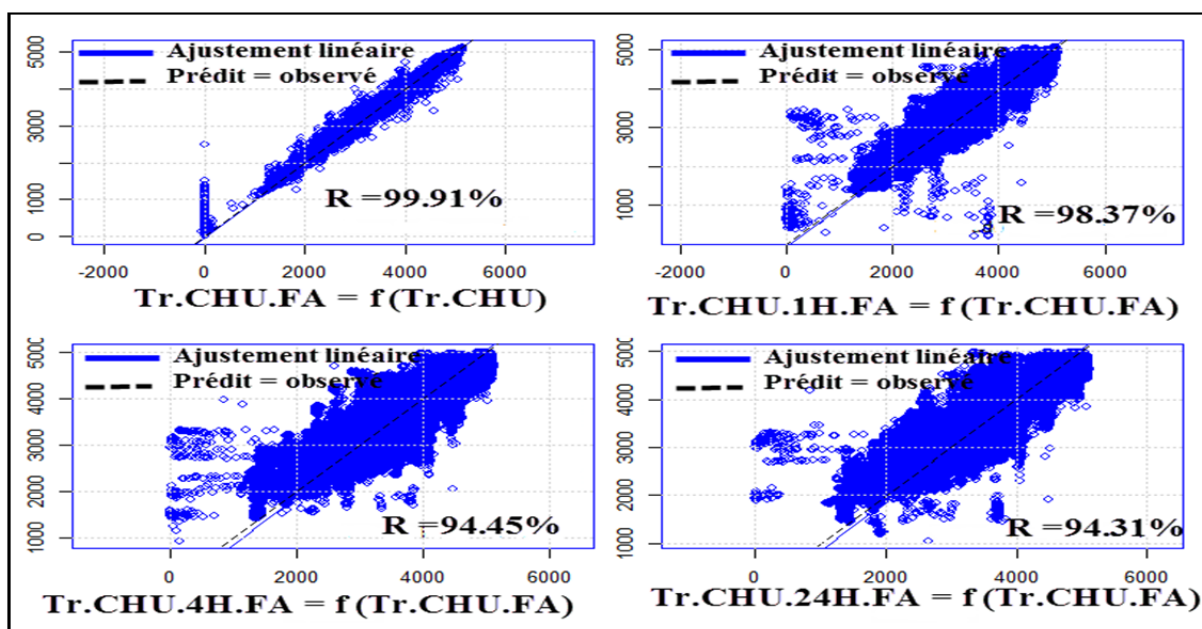 5000
3000
1000
0
Ajustement linéaire
Prédit = observé
R =99.91%
-2000 0 2000 4000 6000
Tr.CHU.FA = f (Tr.CHU)
5000
3000
1000
Ajustement linéaire
Prédit = observé
R =98.37%
-2000 0 2000 4000 6000
Tr.CHU.1H.FA = f (Tr.CHU.FA)
5000
4000
3000
2000
1000
Ajustement linéaire
Prédit = observé
R =94.45%
0 2000 4000 6000
Tr.CHU.4H.FA = f (Tr.CHU.FA)
5000
4000
3000
2000
1000
Ajustement linéaire
Prédit = observé
R =94.31%
0 2000 4000 6000
Tr.CHU.24H.FA = f (Tr.CHU.FA)